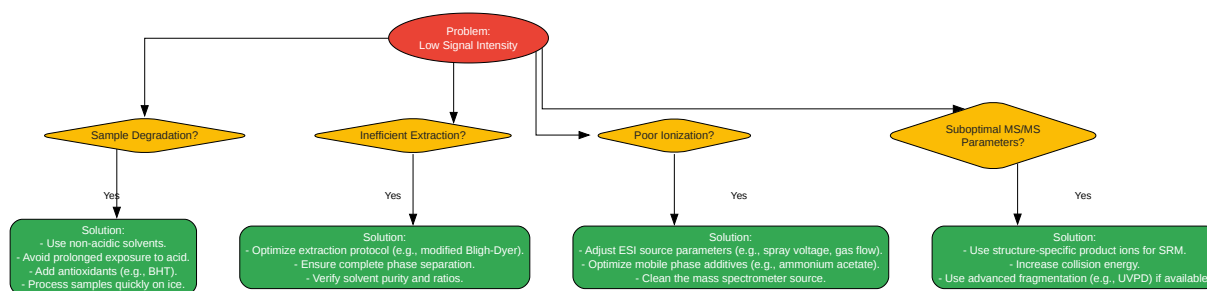 Problem:
Low Signal Intensity
Sample Degradation?
Inefficient Extraction?
Poor Ionization?
Suboptimal MS/MS
Parameters?
Yes
Yes
Yes
Yes
Solution:
- Use non-acidic solvents.
- Avoid prolonged exposure to acid.
- Add antioxidants (e.g., BHT).
- Process samples quickly on ice.
Solution:
- Optimize extraction protocol (e.g., modified Bligh-Dyer).
- Ensure complete phase separation.
- Verify solvent purity and ratios.
Solution:
- Adjust ESI source parameters (e.g., spray voltage, gas flow).
- Optimize mobile phase additives (e.g., ammonium acetate).
- Clean the mass spectrometer source.
Solution:
- Use structure-specific product ions for SRM.
- Increase collision energy.
- Use advanced fragmentation (e.g., UVPD) if available